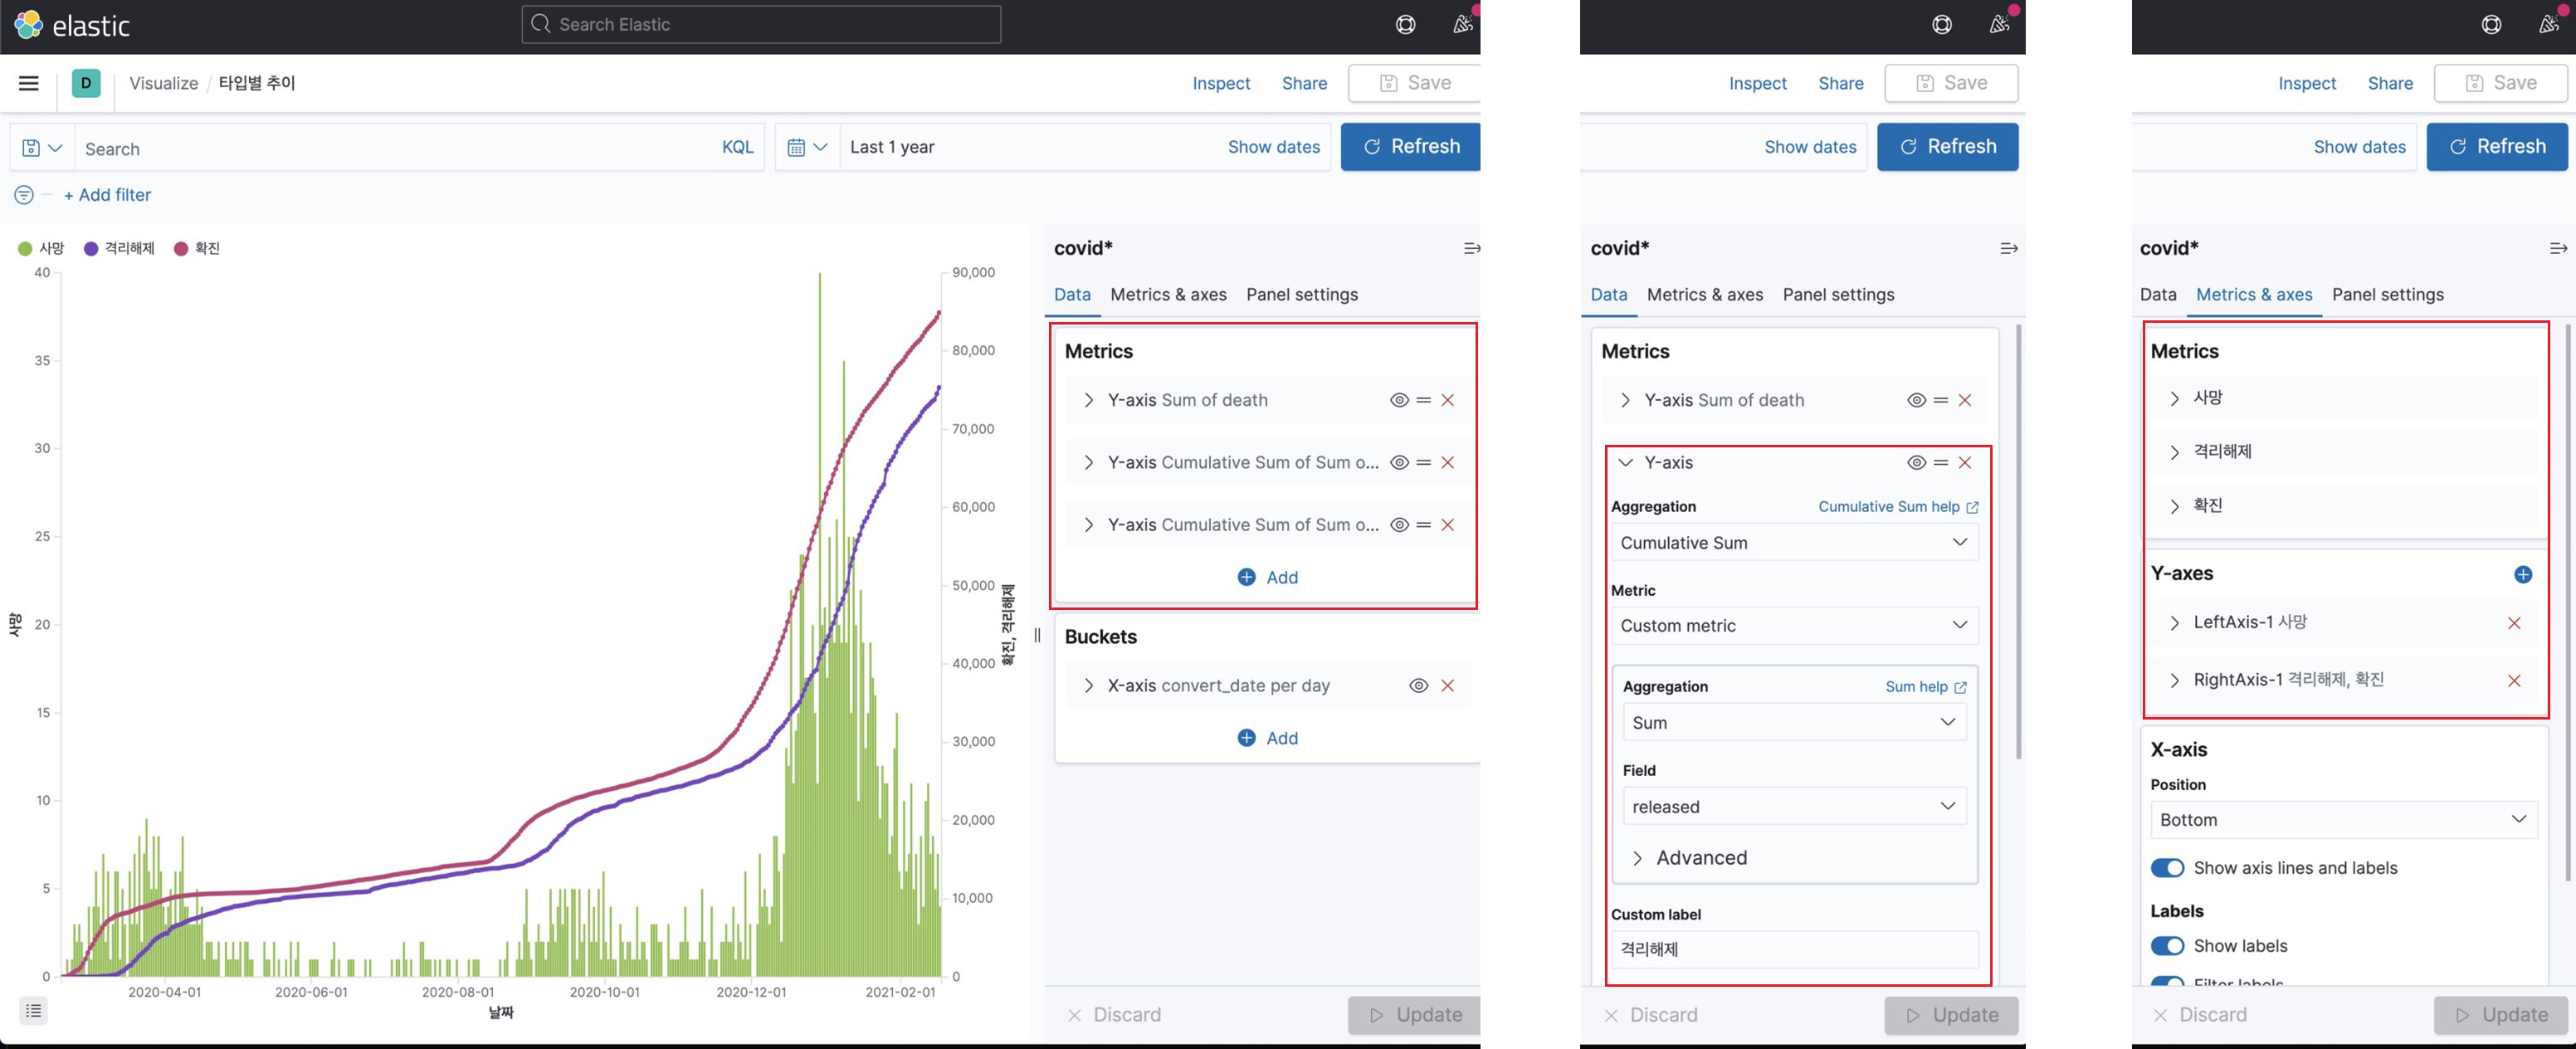 elastic
Search Elastic
D
Visualize / 타입별 추이
Inspect
Share
Save
Search
KQL
Last 1 year
Show dates
Refresh
+ Add filter
사망
격리해제
확진
40
35
30
25
20
15
10
5
0
사망
90,000
80,000
70,000
60,000
50,000
40,000
30,000
20,000
10,000
0
확진, 격리해제
2020-04-01
2020-06-01
2020-08-01
2020-10-01
2020-12-01
2021-02-01
날짜
covid*
Data
Metrics & axes
Panel settings
Metrics
Y-axis Sum of death
Y-axis Cumulative Sum of Sum o...
Y-axis Cumulative Sum of Sum o...
Add
Buckets
X-axis convert_date per day
Add
Discard
Update
Inspect
Share
Save
Show dates
Refresh
covid*
Data
Metrics & axes
Panel settings
Metrics
Y-axis Sum of death
Y-axis
Aggregation
Cumulative Sum help
Cumulative Sum
Metric
Custom metric
Aggregation
Sum help
Sum
Field
released
Advanced
Custom label
격리해제
Discard
Update
Inspect
Share
Save
Show dates
Refresh
covid*
Data
Metrics & axes
Panel settings
Metrics
사망
격리해제
확진
Y-axes
LeftAxis-1 사망
RightAxis-1 격리해제, 확진
X-axis
Position
Bottom
Show axis lines and labels
Labels
Show labels
Filter labels
Discard
Update